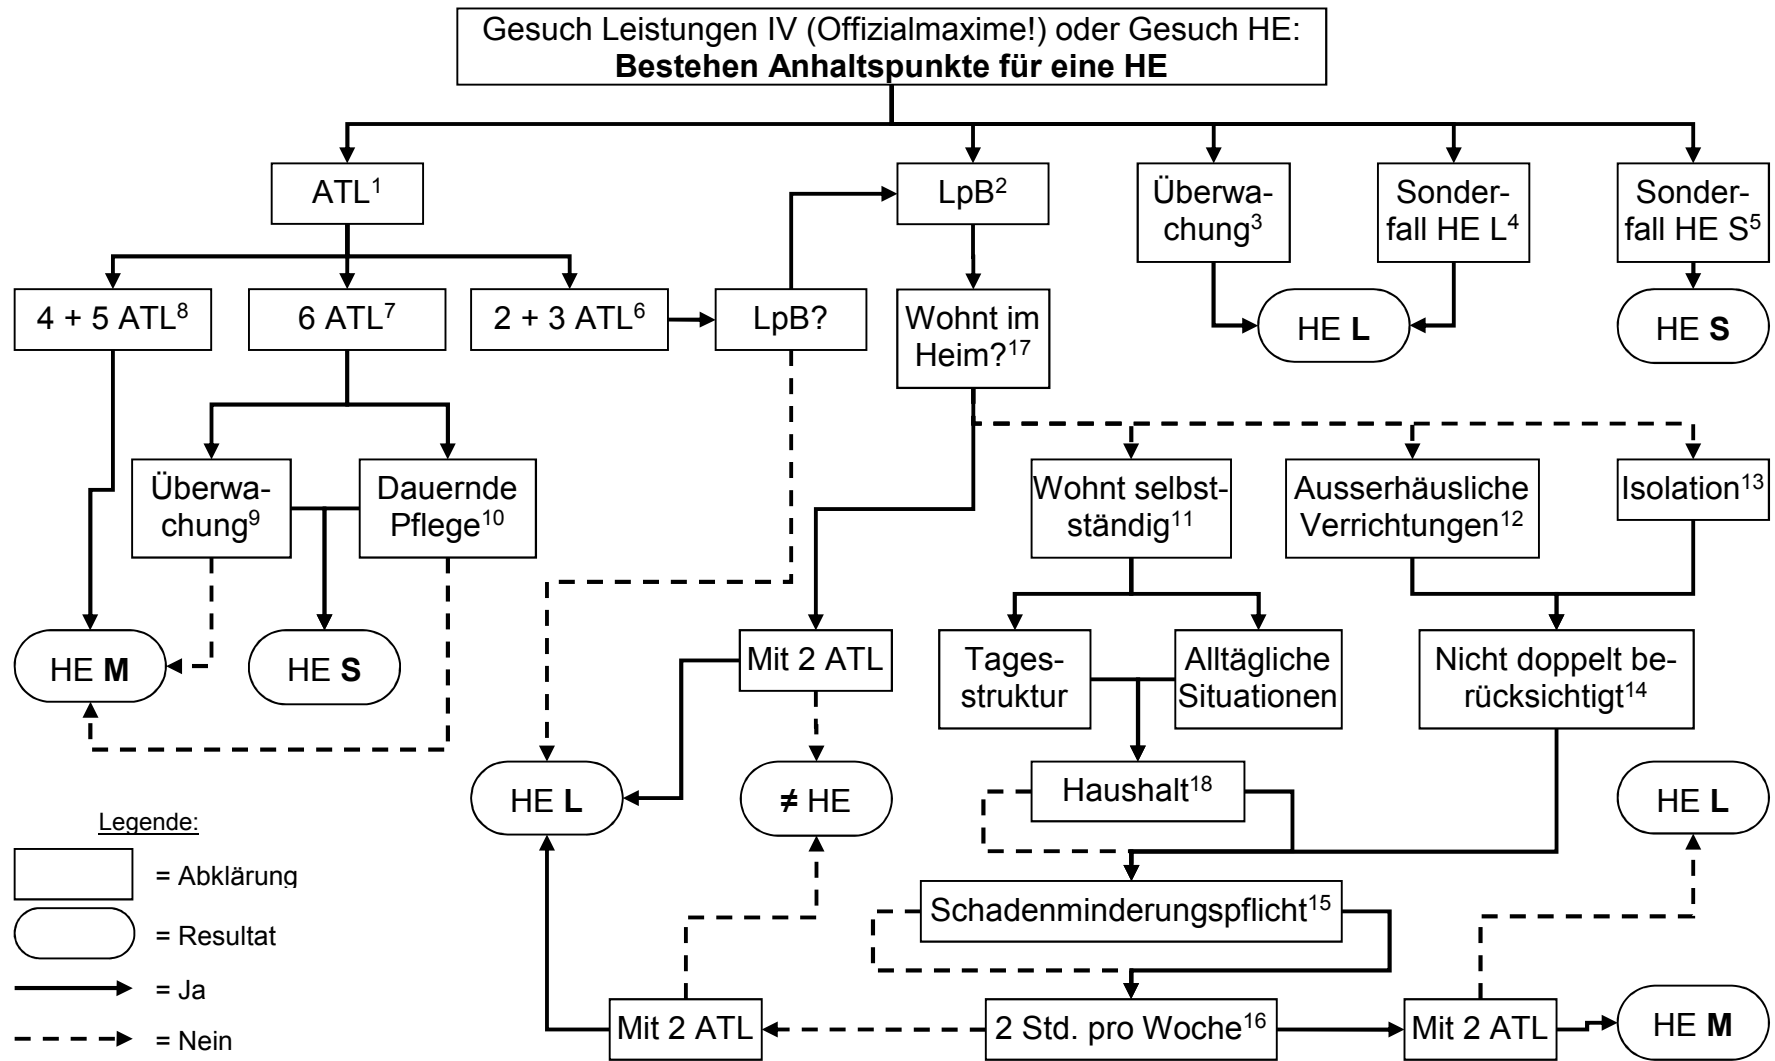 Gesuch Leistungen IV (Offizialmaxime!) oder Gesuch HE:
Bestehen Anhaltspunkte für eine HE
ATL1
LpB2
Überwa-
chung3
Sonder-
fall HE L4
Sonder-
fall HE S5
4 + 5 ATL8
6 ATL7
2 + 3 ATL6
LpB?
Wohnt im
Heim?17
HE L
HE S
Überwa-
chung9
Dauernde
Pflege10
Wohnt selbst-
ständig11
Ausserhäusliche
Verrichtungen12
Isolation13
HE M
HE S
Mit 2 ATL
Tages-
struktur
Alltägliche
Situationen
Nicht doppelt be-
rücksichtigt14
HE L
≠ HE
Haushalt18
HE L
Schadenminderungspflicht15
Mit 2 ATL
2 Std. pro Woche16
Mit 2 ATL
HE M
Legende:
= Abklärung
= Resultat
= Ja
= Nein